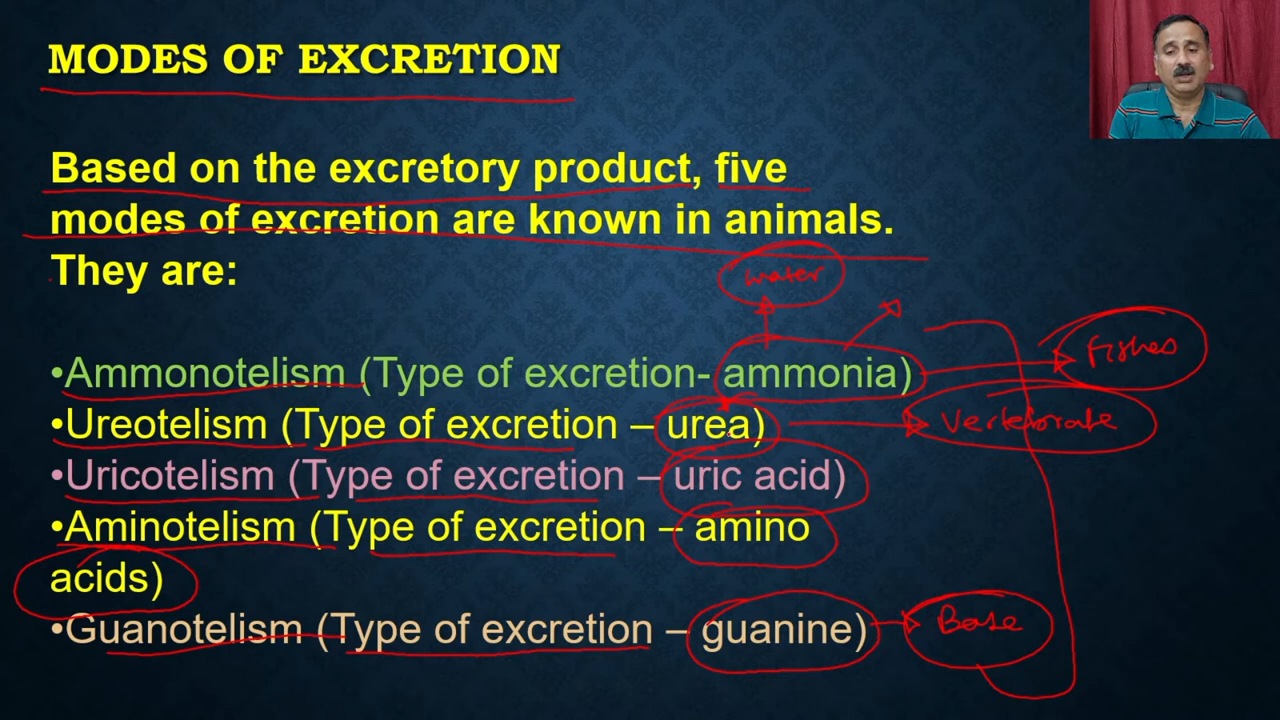 MODES OF EXCRETION
Based on the excretory product, five
modes of excretion are known in animals.
They are:
water
•Ammonotelism (Type of excretion- ammonia)
Fishes
•Ureotelism (Type of excretion – urea)
Vertebrate
•Uricotelism (Type of excretion – uric acid)
•Aminotelism (Type of excretion – amino
acids)
•Guanotelism (Type of excretion – guanine)
Base